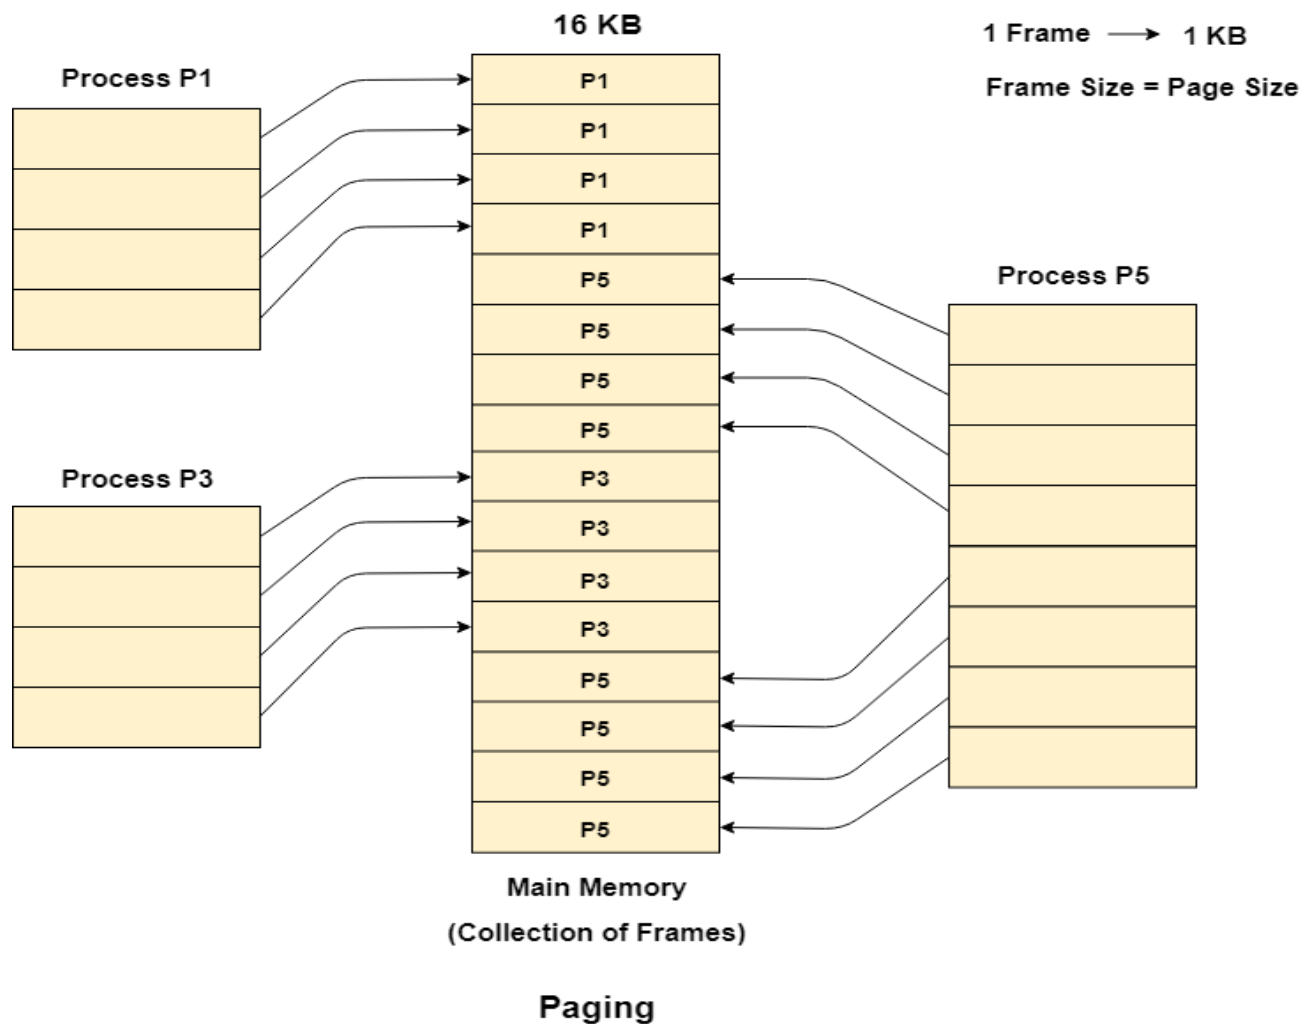 16 KB
1 Frame → 1 KB
Frame Size = Page Size
Process P1
P1
P1
P1
P1
P5
P5
P5
P5
P3
P3
P3
P3
P5
P5
P5
P5
Process P5
Process P3
Main Memory
(Collection of Frames)
Paging